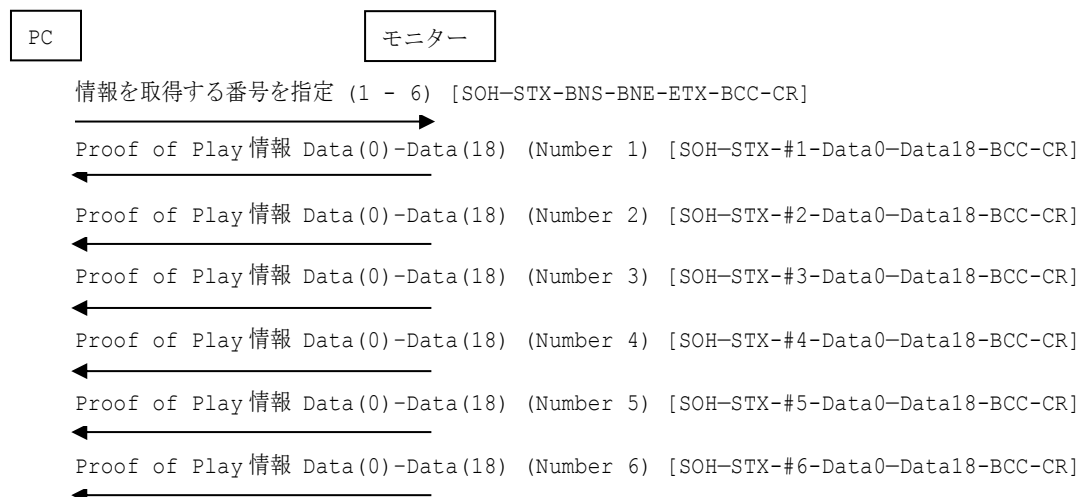 PC
モニター
情報を取得する番号を指定 (1 - 6) [SOH—STX-BNS-BNE-ETX-BCC-CR]
Proof of Play 情報 Data(0)-Data(18) (Number 1) [SOH—STX-#1-Data0—Data18-BCC-CR]
Proof of Play 情報 Data(0)-Data(18) (Number 2) [SOH—STX-#2-Data0—Data18-BCC-CR]
Proof of Play 情報 Data(0)-Data(18) (Number 3) [SOH—STX-#3-Data0—Data18-BCC-CR]
Proof of Play 情報 Data(0)-Data(18) (Number 4) [SOH—STX-#4-Data0—Data18-BCC-CR]
Proof of Play 情報 Data(0)-Data(18) (Number 5) [SOH—STX-#5-Data0—Data18-BCC-CR]
Proof of Play 情報 Data(0)-Data(18) (Number 6) [SOH—STX-#6-Data0—Data18-BCC-CR]